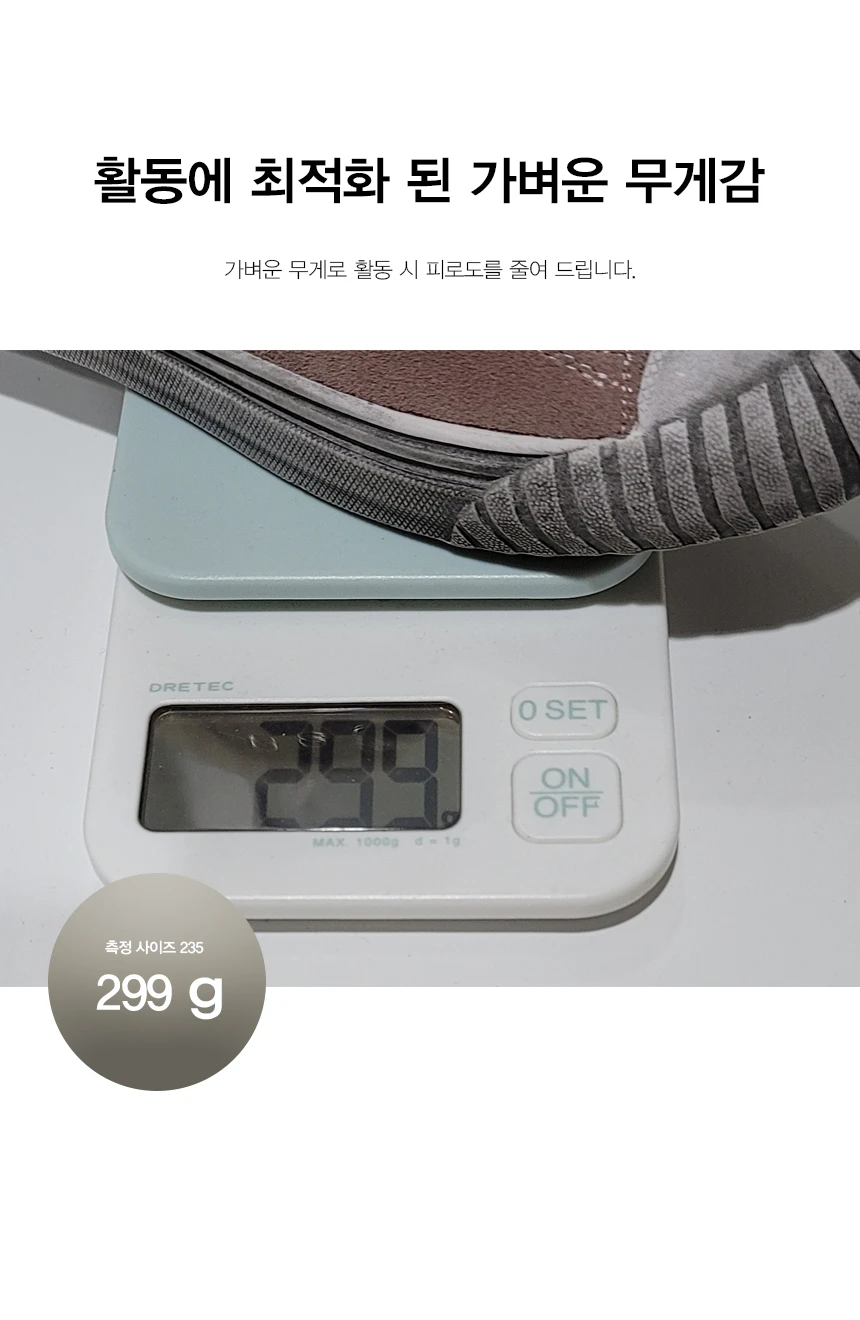 활동에 최적화 된 가벼운 무게감
가벼운 무게로 활동 시 피로도를 줄여 드립니다.
DRETEC
0 SET
299g
ON
OFF
MAX. 1000g d = 1g
측정 사이즈 235
299 g